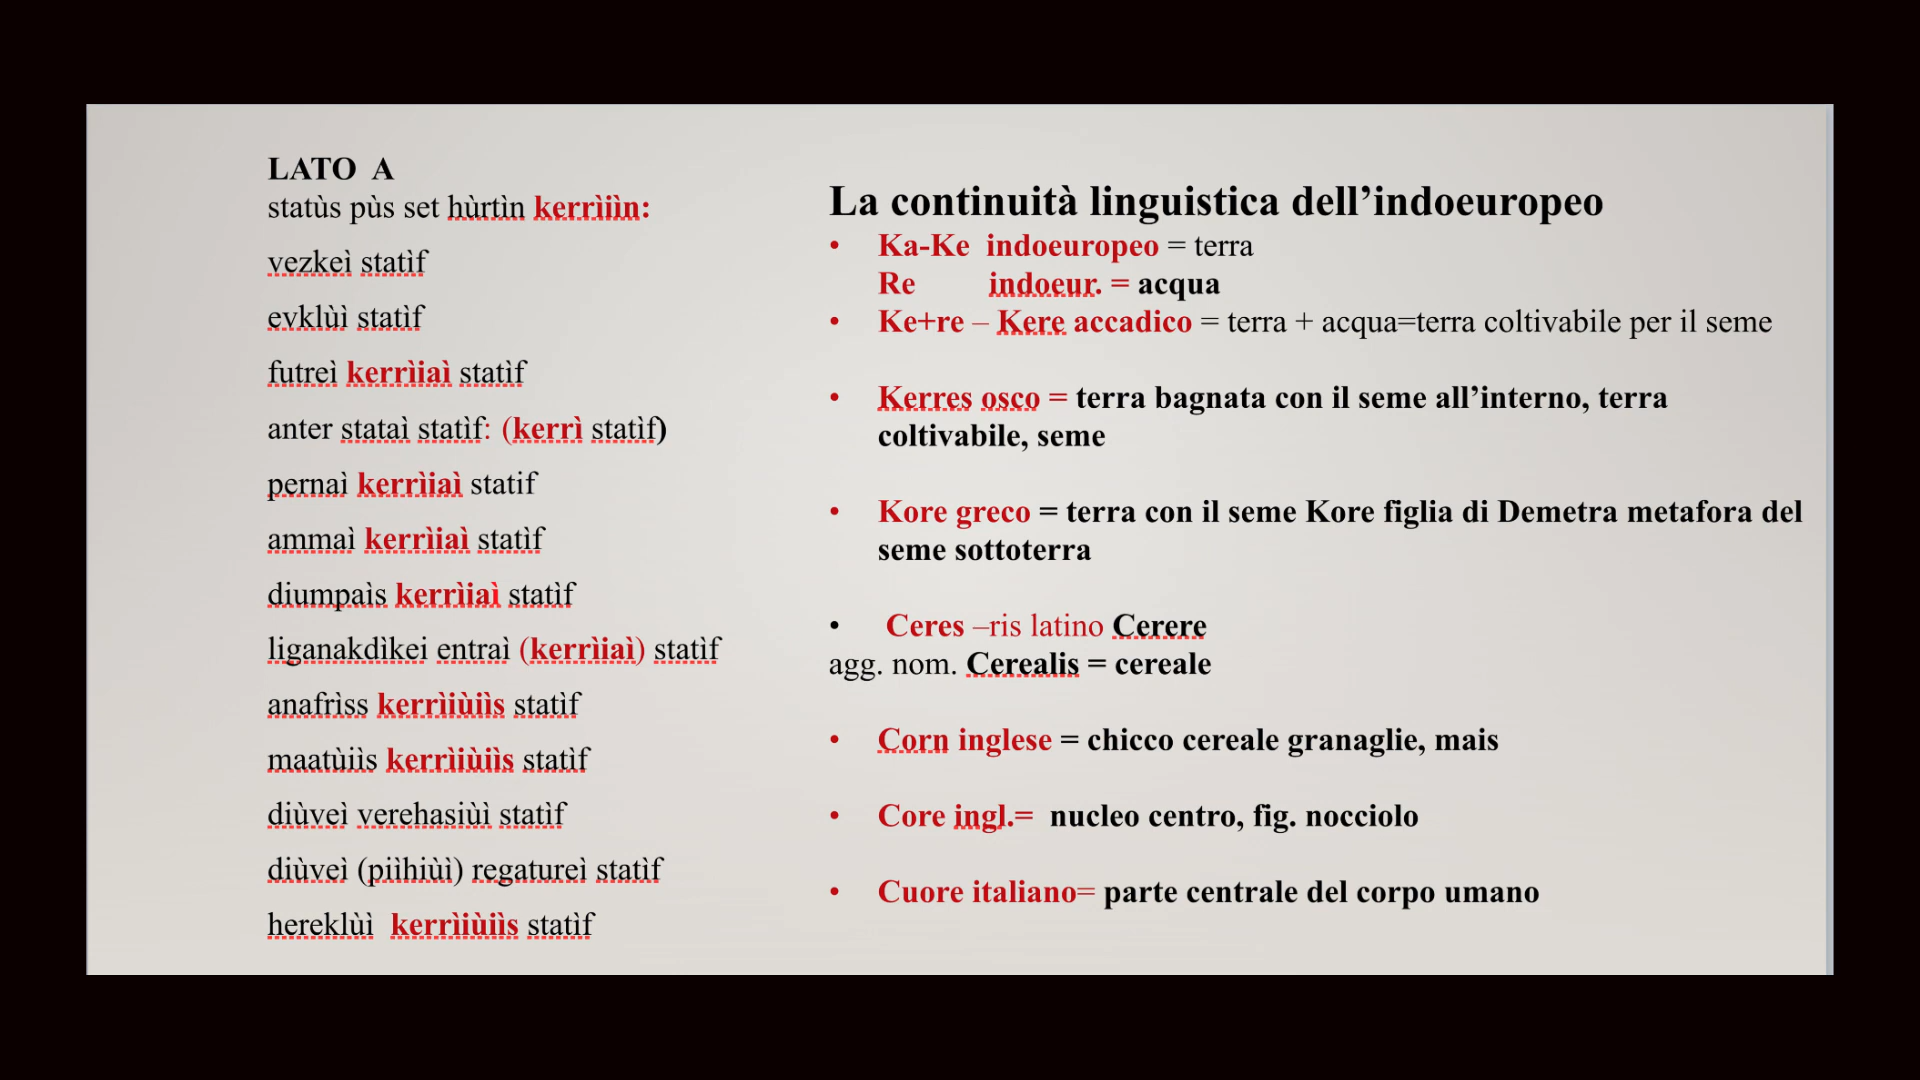 LATO A
statùs pùs set hùrtìn kerrìiìn:
vezkeì statìf
evklùì statìf
futreì kerrìiaì statìf
anter stataì statìf: (kerrì statìf)
pernaì kerrìiaì statif
ammaì kerrìiaì statìf
diumpaìs kerrìiaì statìf
liganakdìkei entraì (kerrìiaì) statìf
anafrìss kerrìiùìis statìf
maatùìis kerrìiùìis statìf
diùveì verehasiùì statìf
diùveì (piìhiùì) regatureì statìf
hereklùì kerrìiùìis statìf
La continuità linguistica dell’indoeuropeo
• Ka-Ke indoeuropeo = terra
Re indoeur. = acqua
• Ke+re – Kere accadico = terra + acqua=terra coltivabile per il seme
• Kerres osco = terra bagnata con il seme all’interno, terra
coltivabile, seme
• Kore greco = terra con il seme Kore figlia di Demetra metafora del
seme sottoterra
• Ceres –ris latino Cerere
agg. nom. Cerealis = cereale
• Corn inglese = chicco cereale granaglie, mais
• Core ingl.= nucleo centro, fig. nocciolo
• Cuore italiano= parte centrale del corpo umano